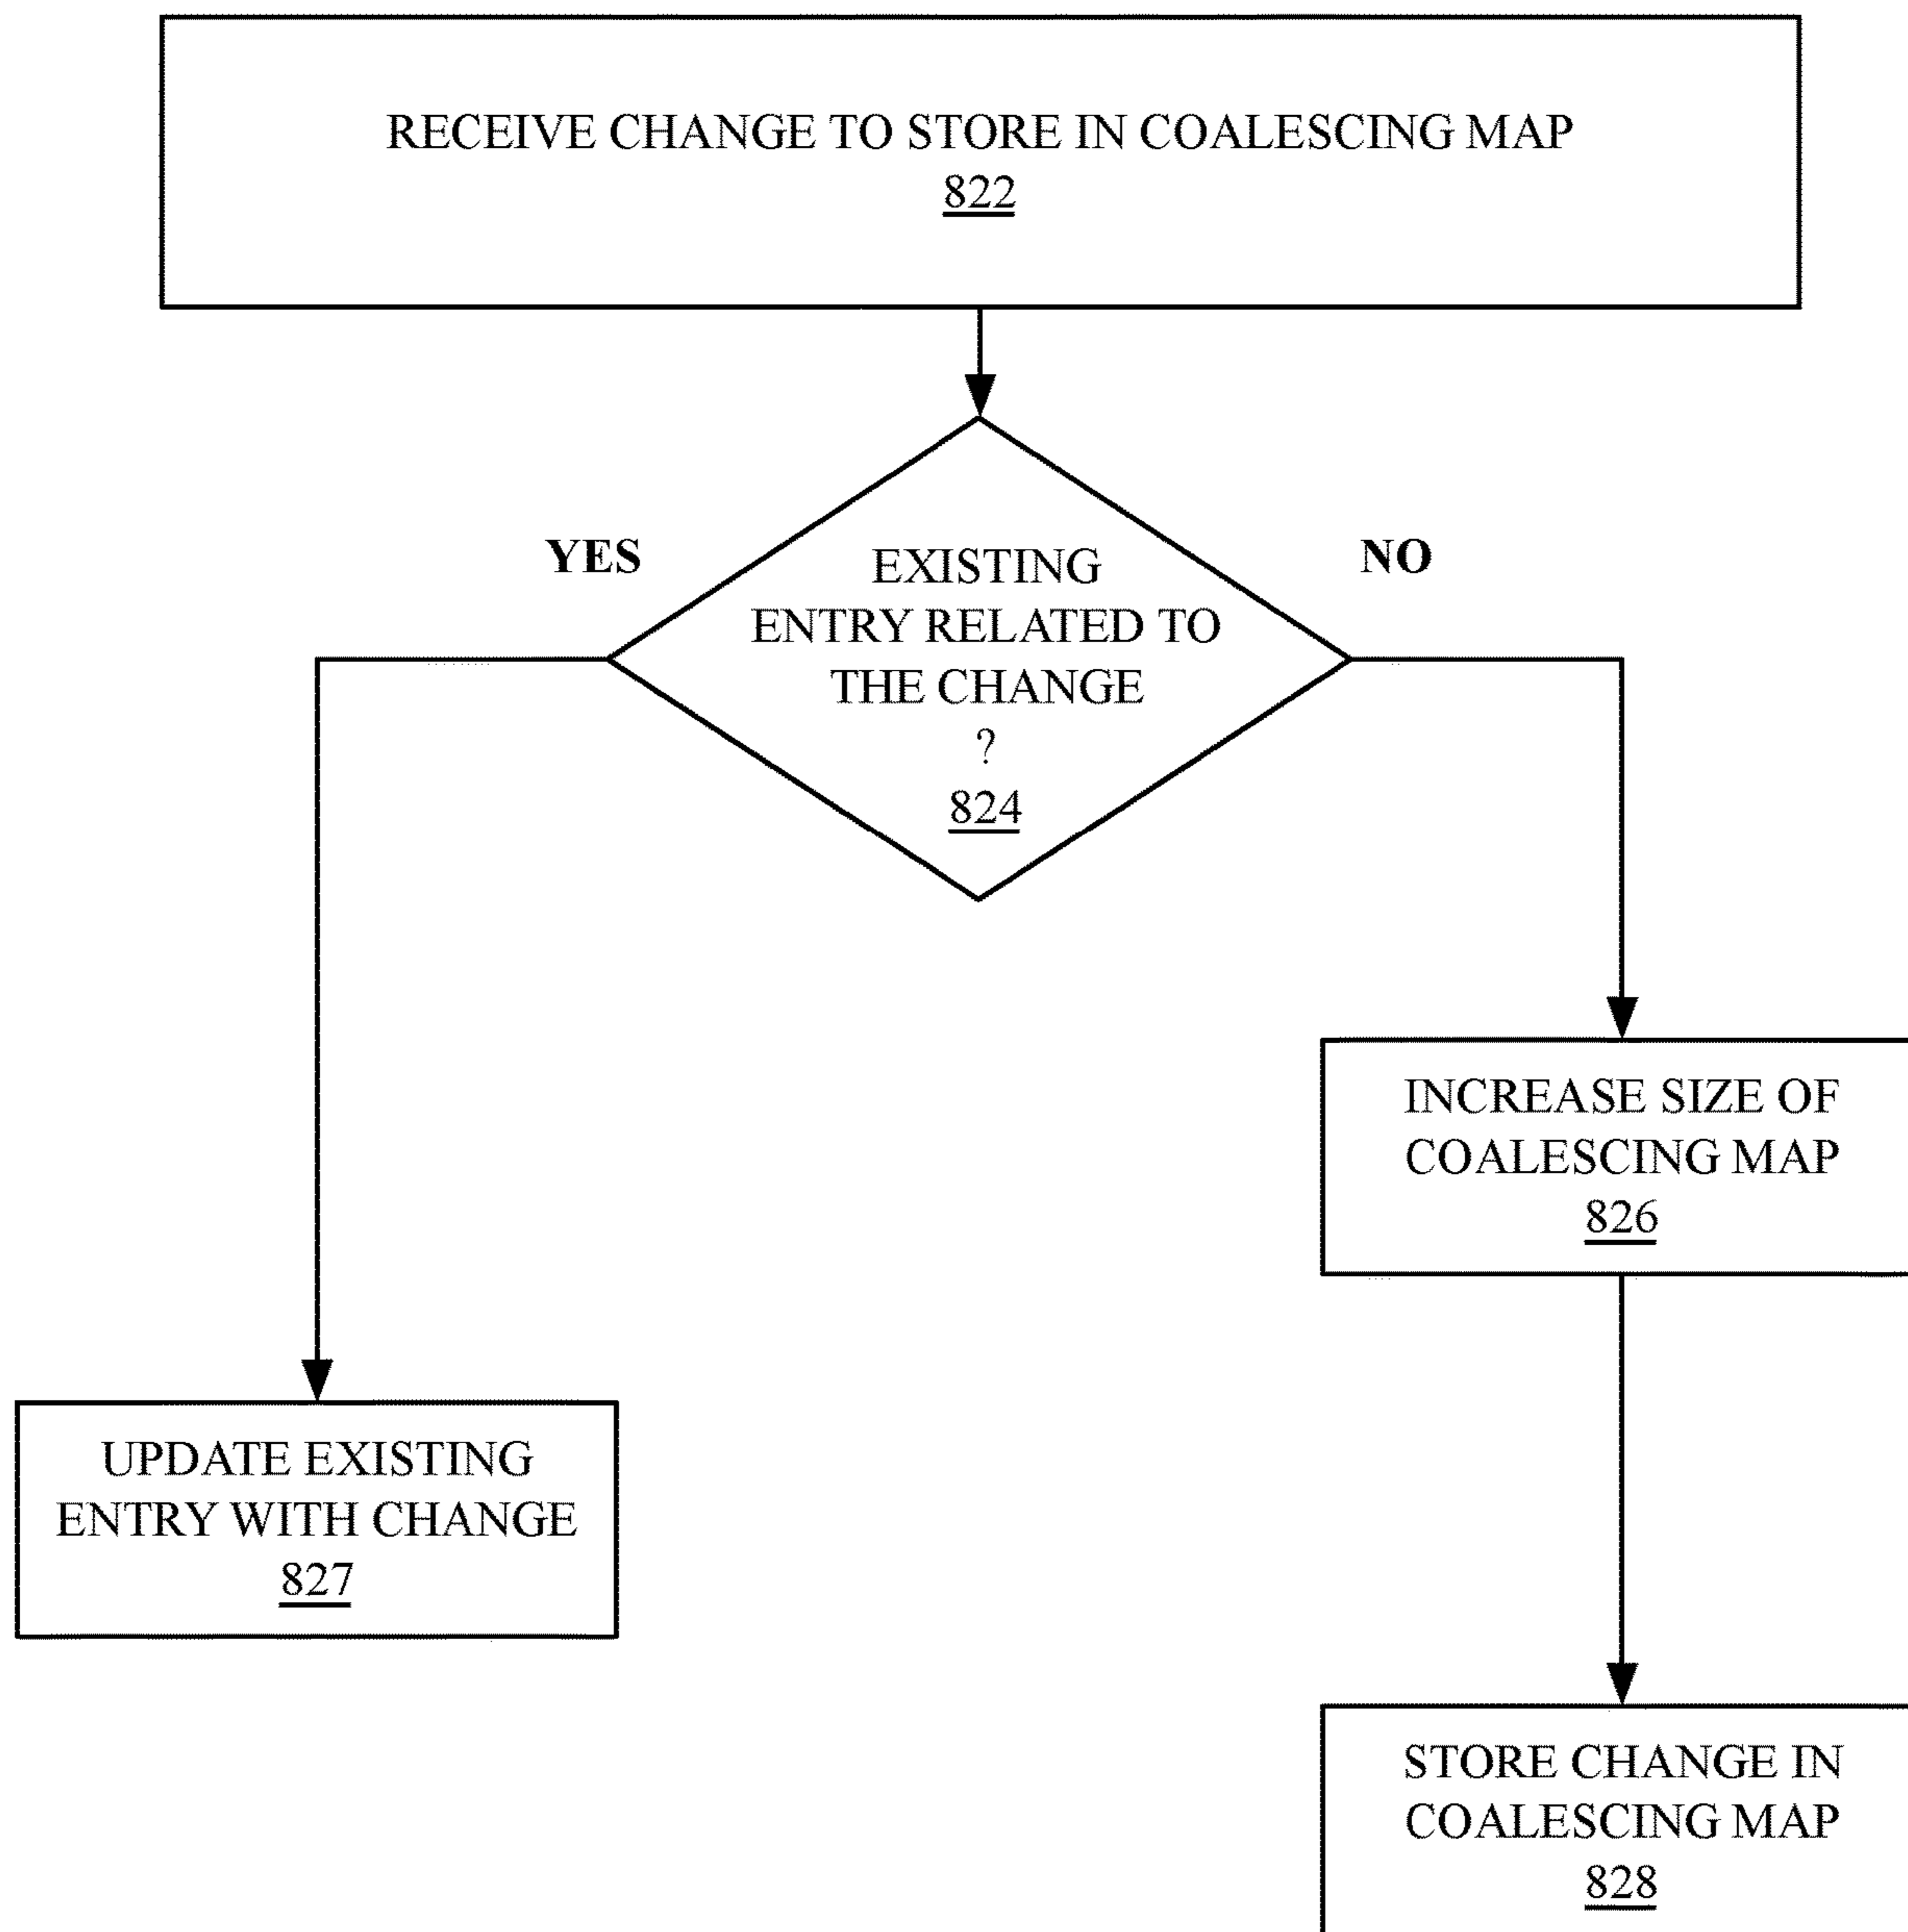 RECEIVE CHANGE TO STORE IN COALESCING MAP
822
YES
NO
EXISTING
ENTRY RELATED TO
THE CHANGE
?
824
INCREASE SIZE OF
COALESCING MAP
826
UPDATE EXISTING
ENTRY WITH CHANGE
827
STORE CHANGE IN
COALESCING MAP
828